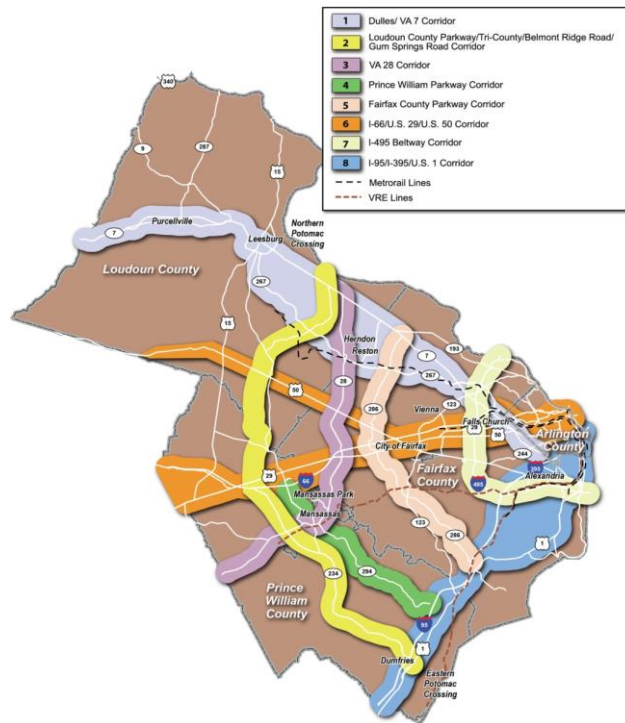 1 Dulles/ VA 7 Corridor
2 Loudoun County Parkway/Tri-County/Belmont Ridge Road/
Gum Springs Road Corridor
3 VA 28 Corridor
4 Prince William Parkway Corridor
5 Fairfax County Parkway Corridor
6 I-66/U.S. 29/U.S. 50 Corridor
7 I-495 Beltway Corridor
8 I-95/I-395/U.S. 1 Corridor
Metrorail Lines
VRE Lines
340
9
287
15
Purcellville
Northern
Potomac
Crossing
7
Leesburg
Loudoun County
267
15
Herndon
Reston
193
7
28
267
50
286
Vienna
123
Falls Church
29
50
Arlington
County
City of Fairfax
244
Fairfax
County
395
29
66
495
Alexandria
Mansassas Park
Mansassas
123
286
1
294
234
Prince
William
County
95
1
Dumfries
Eastern
Potomac
Crossing